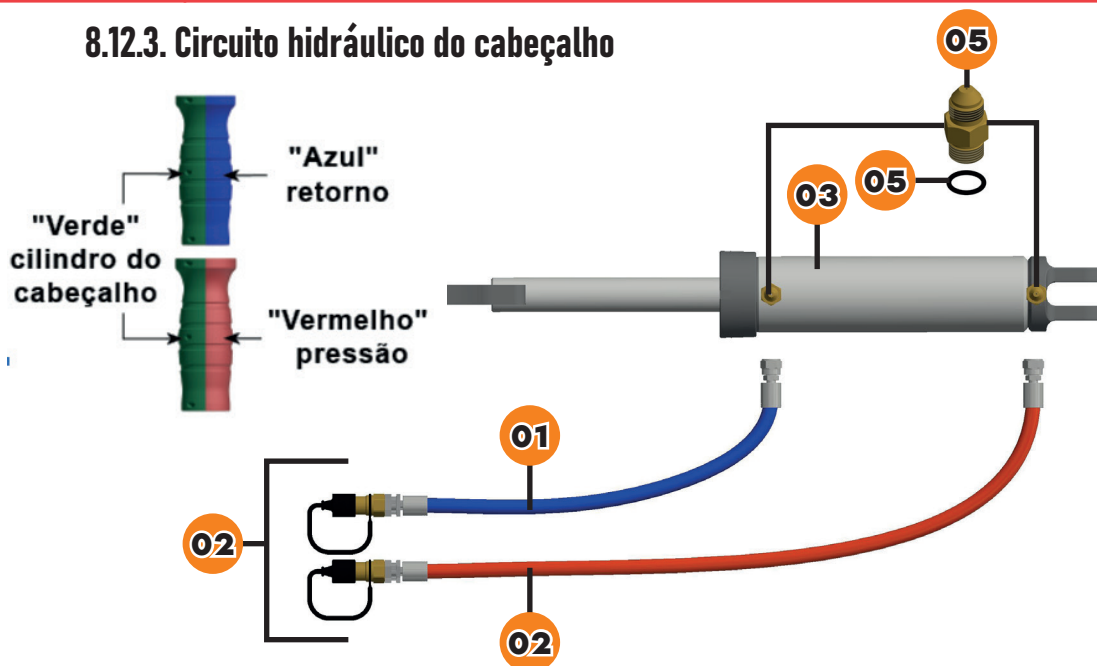 8.12.3. Circuito hidráulico do cabeçalho
05
"Azul"
retorno
05
03
"Verde"
cilindro do
cabeçalho
"Vermelho"
pressão
01
02
02